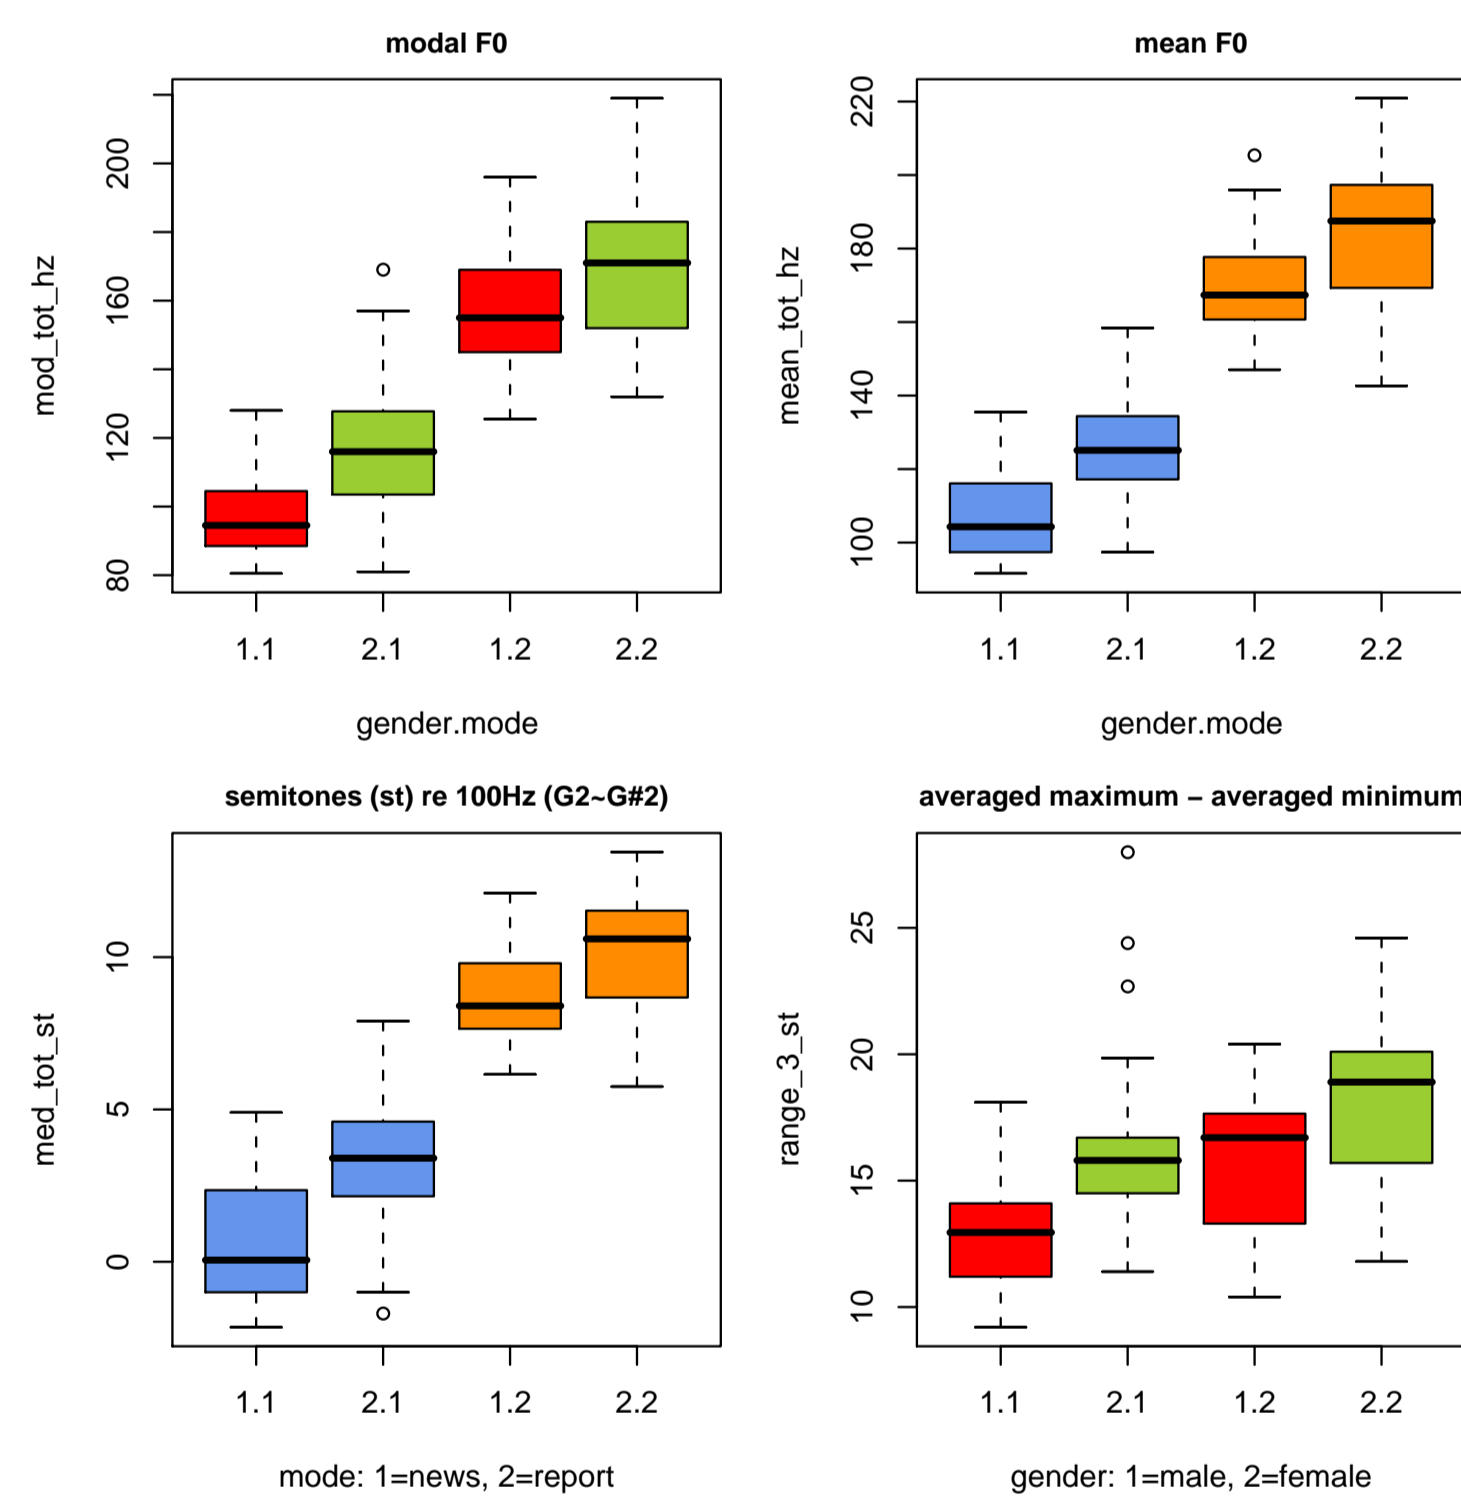 modal F0
mod_tot_hz
200
160
120
80
1.1 2.1 1.2 2.2
gender.mode
mean F0
mean_tot_hz
220
180
140
100
1.1 2.1 1.2 2.2
gender.mode
semitones (st) re 100Hz (G2~G#2)
med_tot_st
10
5
0
1.1 2.1 1.2 2.2
mode: 1=news, 2=report
averaged maximum − averaged minimum
range_3_st
25
20
15
10
1.1 2.1 1.2 2.2
gender: 1=male, 2=female